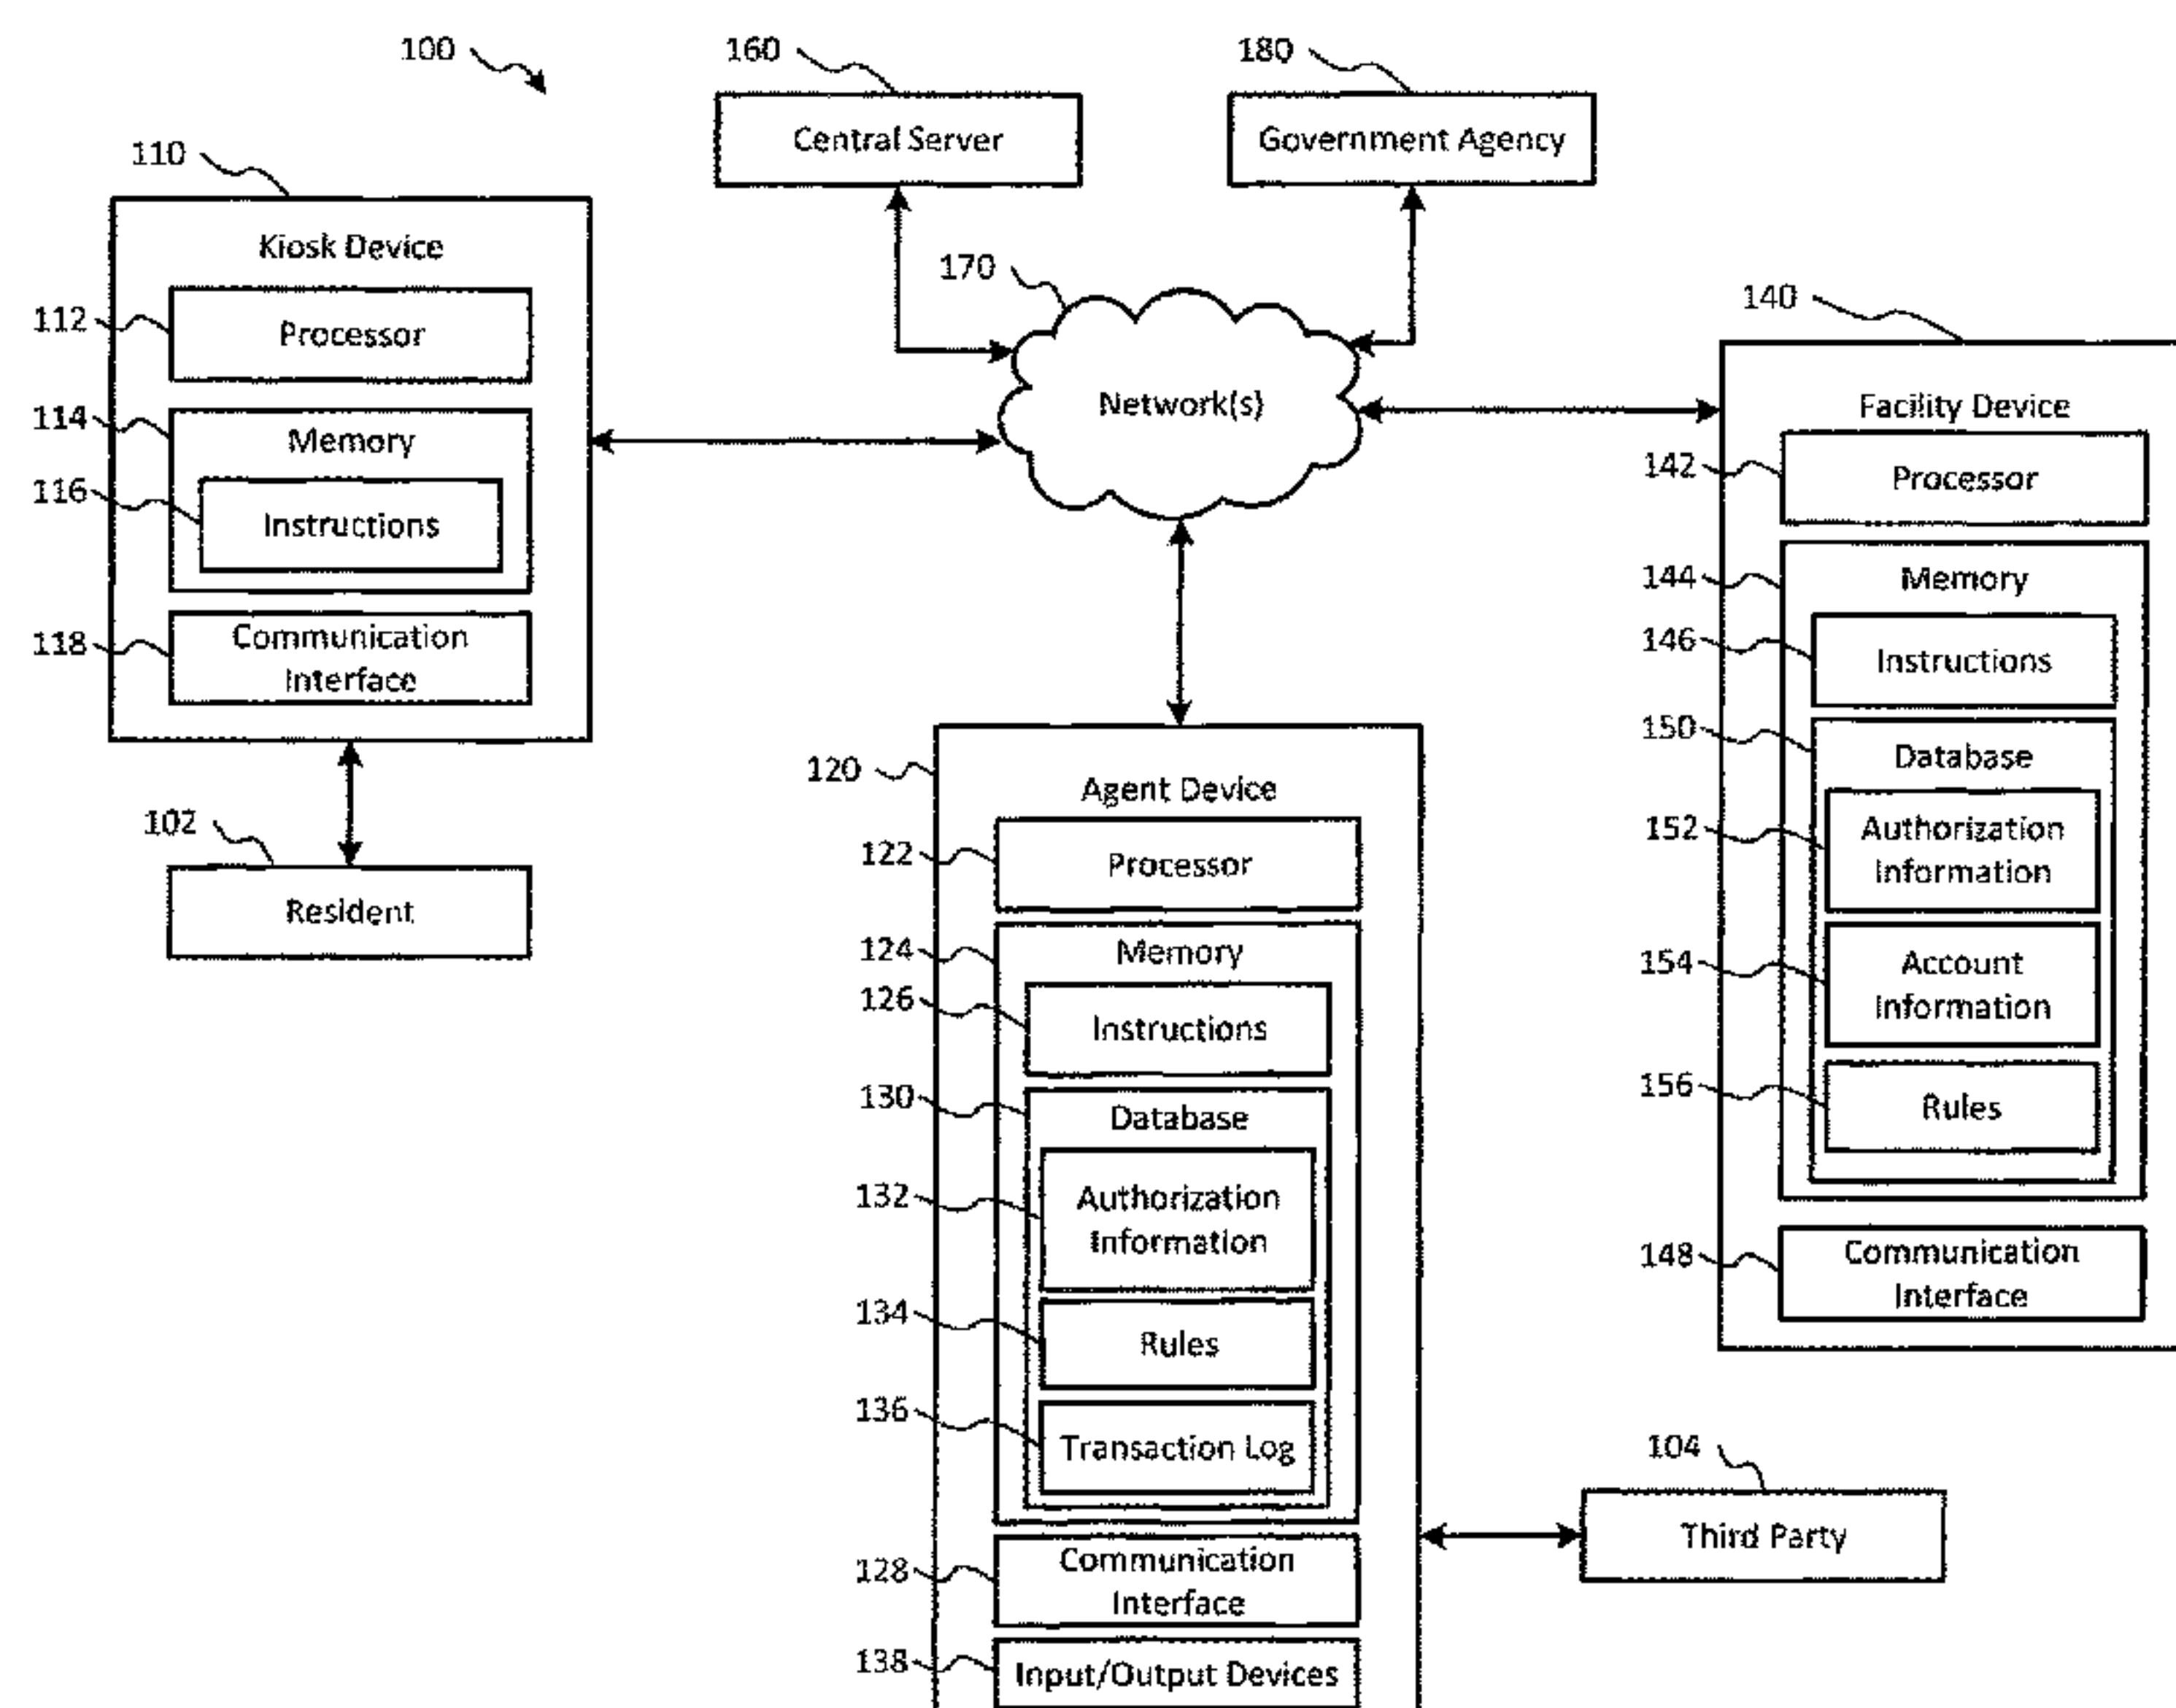 100
160
180
Central Server
Government Agency
110
Kiosk Device
112
Processor
114
Memory
116
Instructions
118
Communication
Interface
102
Resident
170
Network(s)
140
Facility Device
142
Processor
144
Memory
146
Instructions
150
Database
152
Authorization
Information
154
Account
Information
156
Rules
148
Communication
Interface
120
Agent Device
122
Processor
124
Memory
126
Instructions
130
Database
132
Authorization
Information
134
Rules
136
Transaction Log
128
Communication
Interface
138
Input/Output Devices
104
Third Party